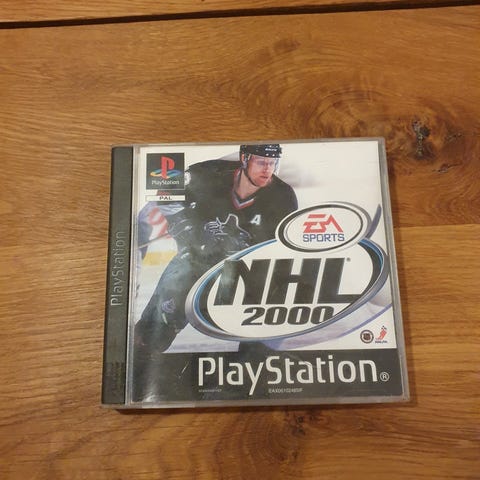 PlayStation
PlayStation
PAL
A
EA
SPORTS
NHL
2000
PlayStation®